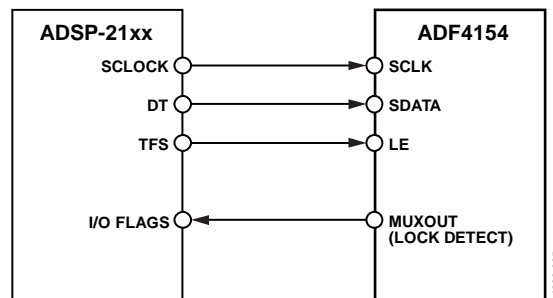 ADSP-21xx
ADF4154
SCLOCK
SCLK
DT
SDATA
TFS
LE
I/O FLAGS
MUXOUT
(LOCK DETECT)